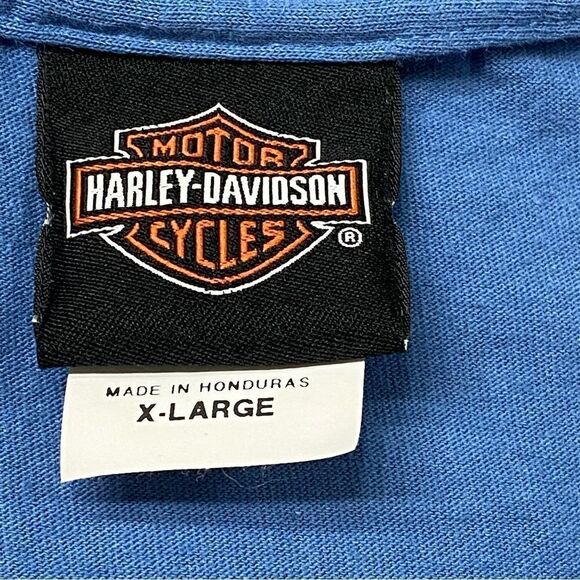 MOTOR
HARLEY-DAVIDSON
CYCLES ®
MADE IN HONDURAS
X-LARGE